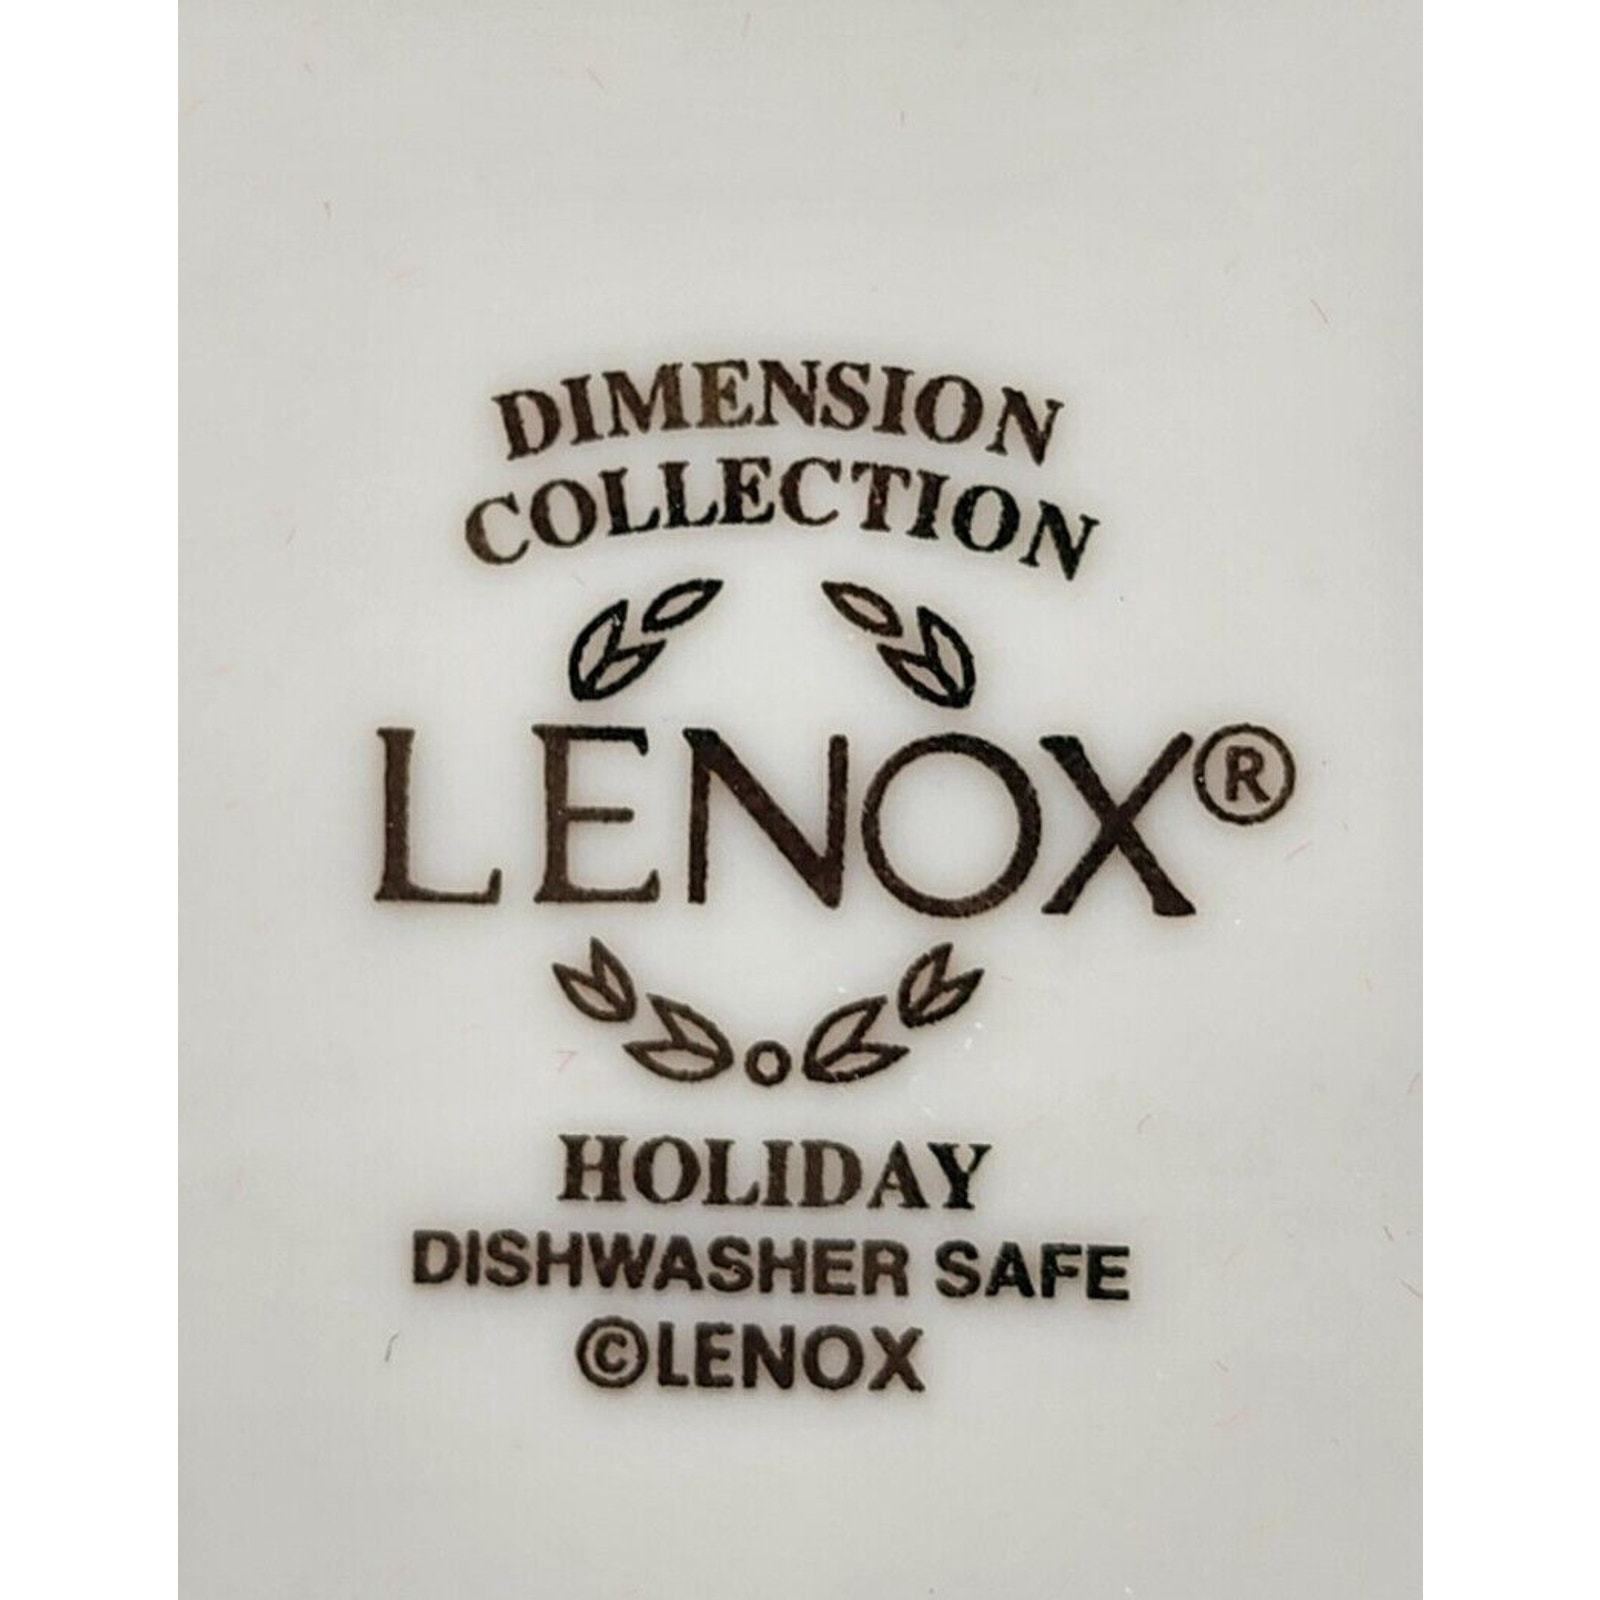 DIMENSION
COLLECTION
LENOX®
HOLIDAY
DISHWASHER SAFE
©LENOX